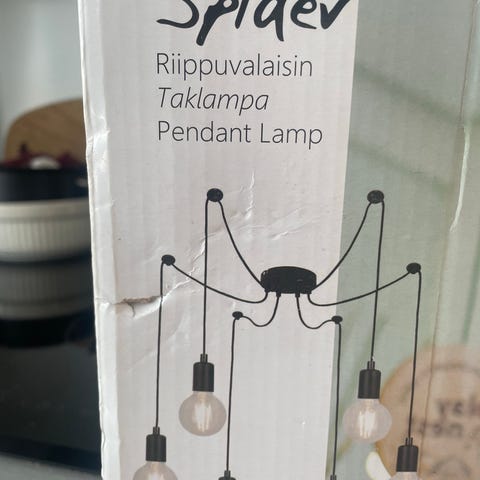 Spider
Riippuvalaisin
Taklampa
Pendant Lamp